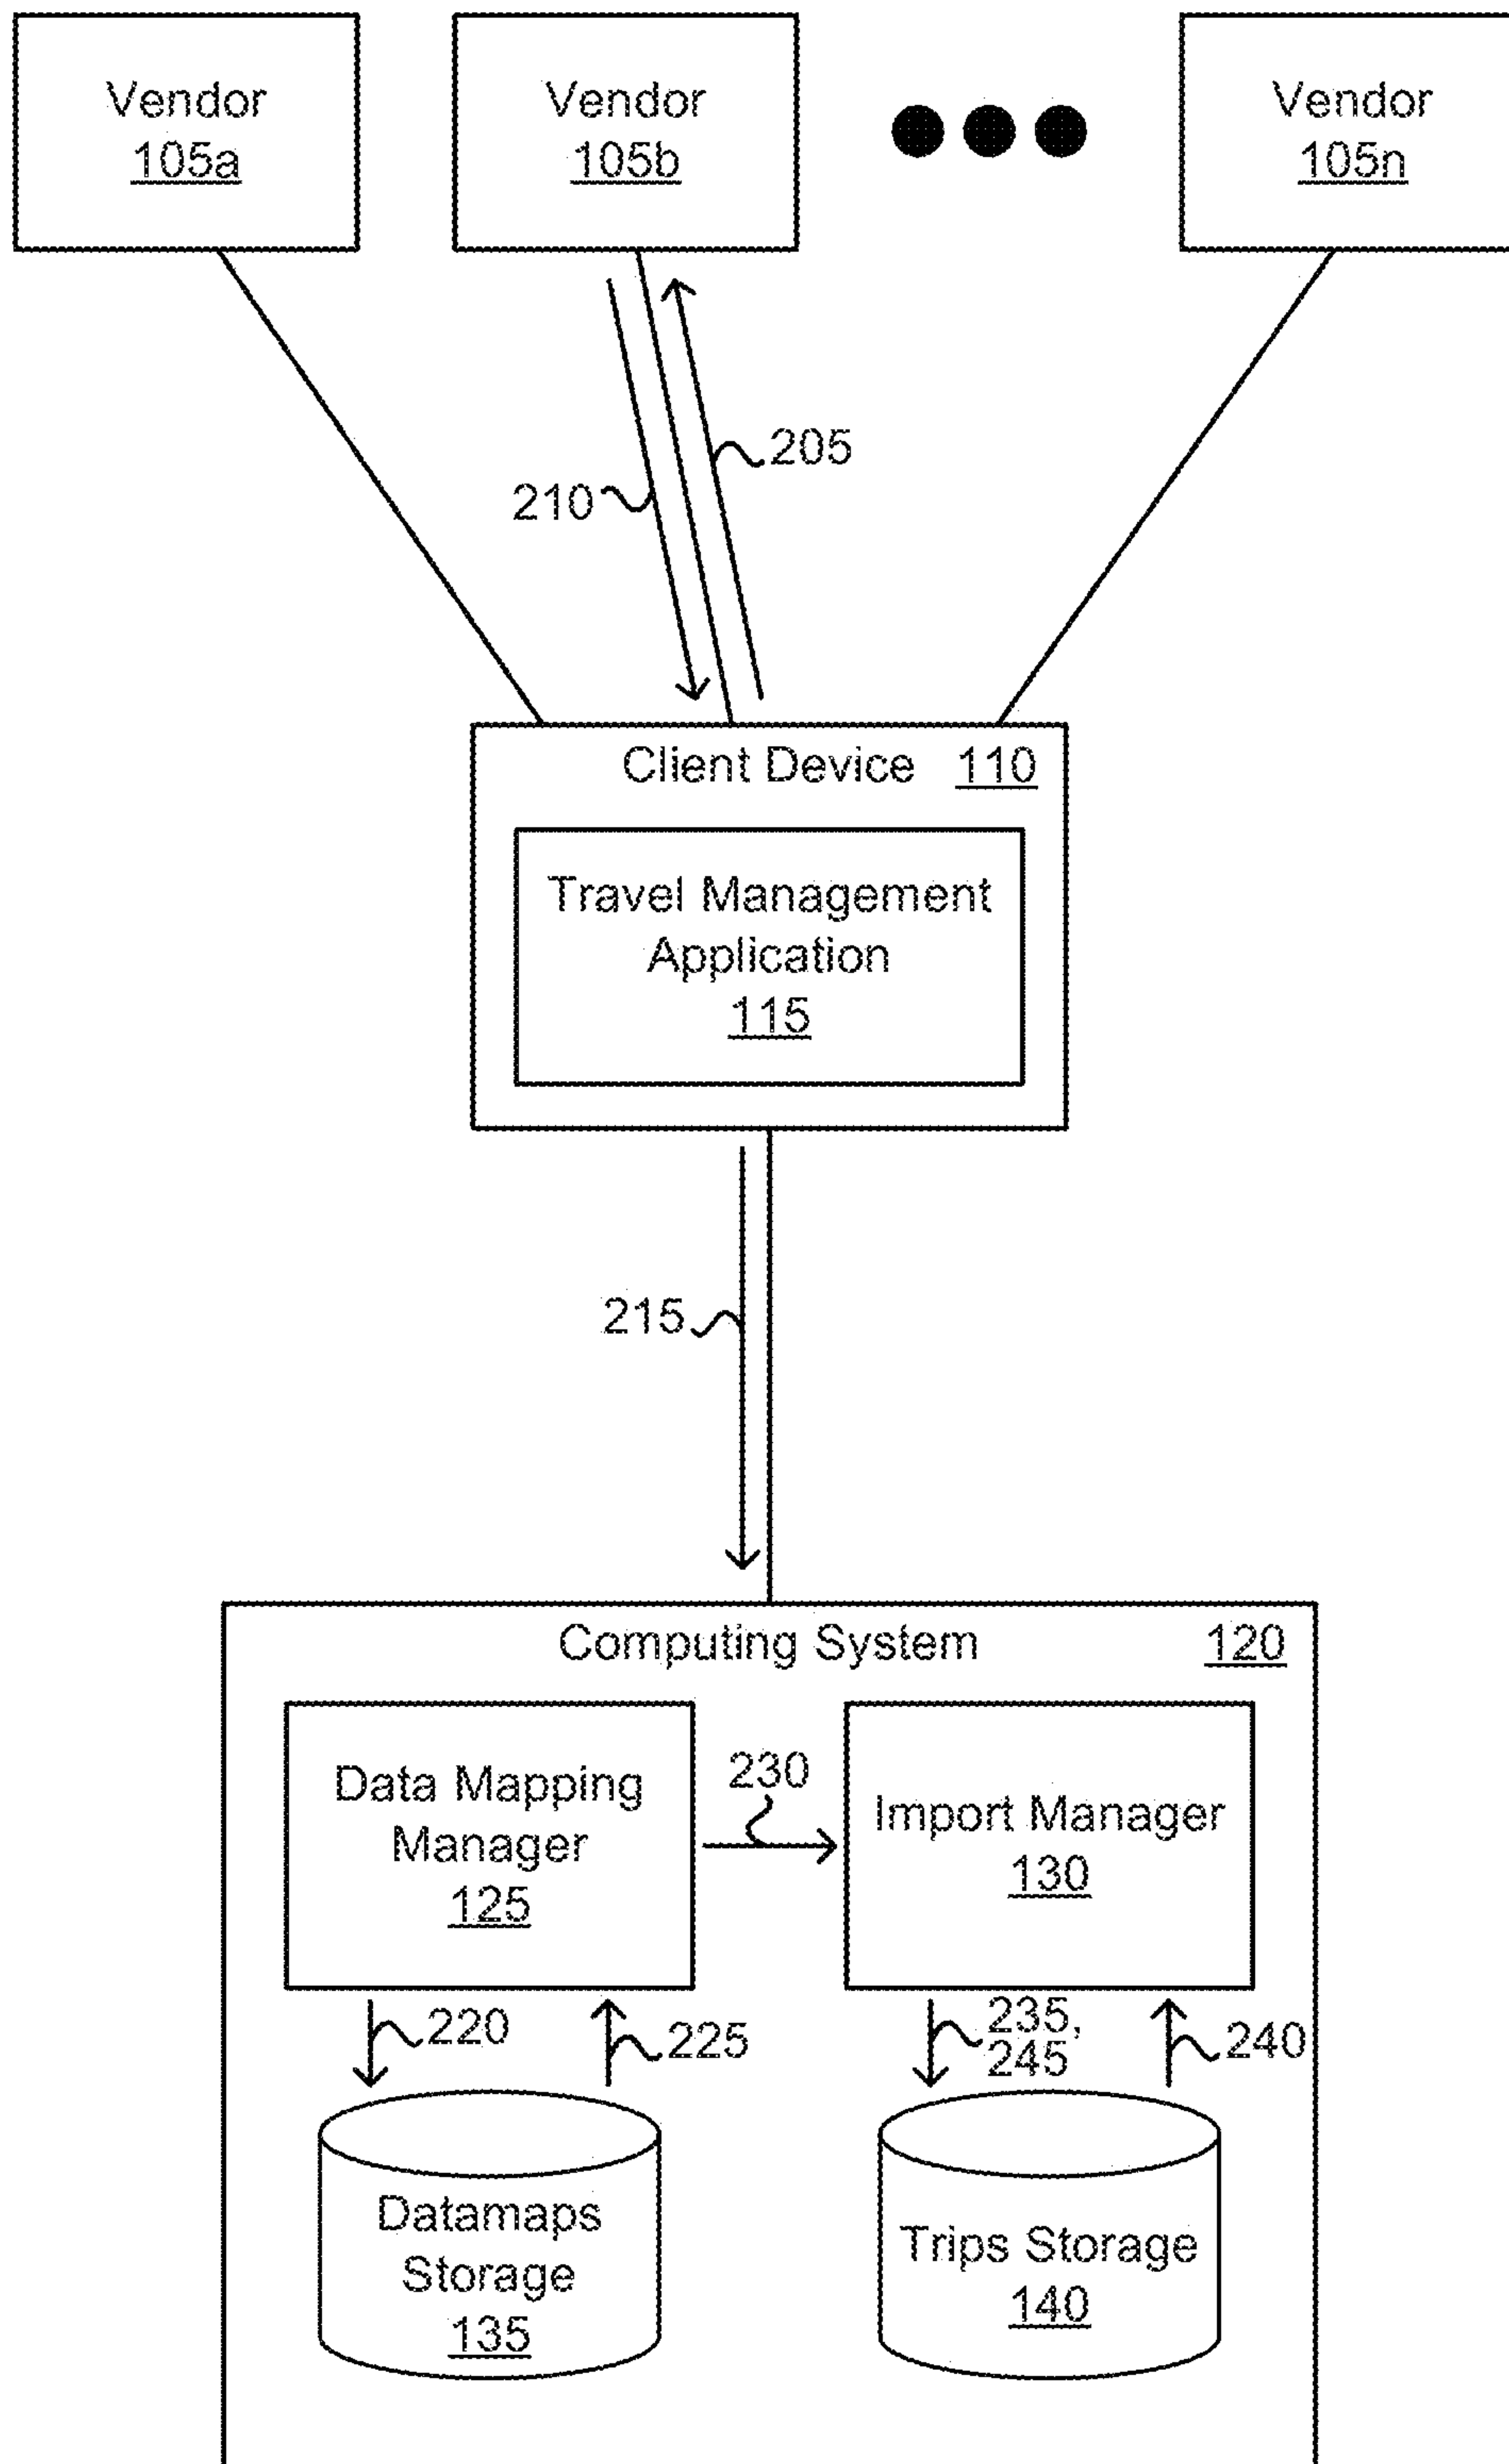 Vendor
105a
Vendor
105b
Vendor
105n
205
210
Client Device 110
Travel Management
Application
115
215
Computing System 120
Data Mapping
Manager
125
230
Import Manager
130
220
225
235,
245
240
Datamaps
Storage
135
Trips Storage
140